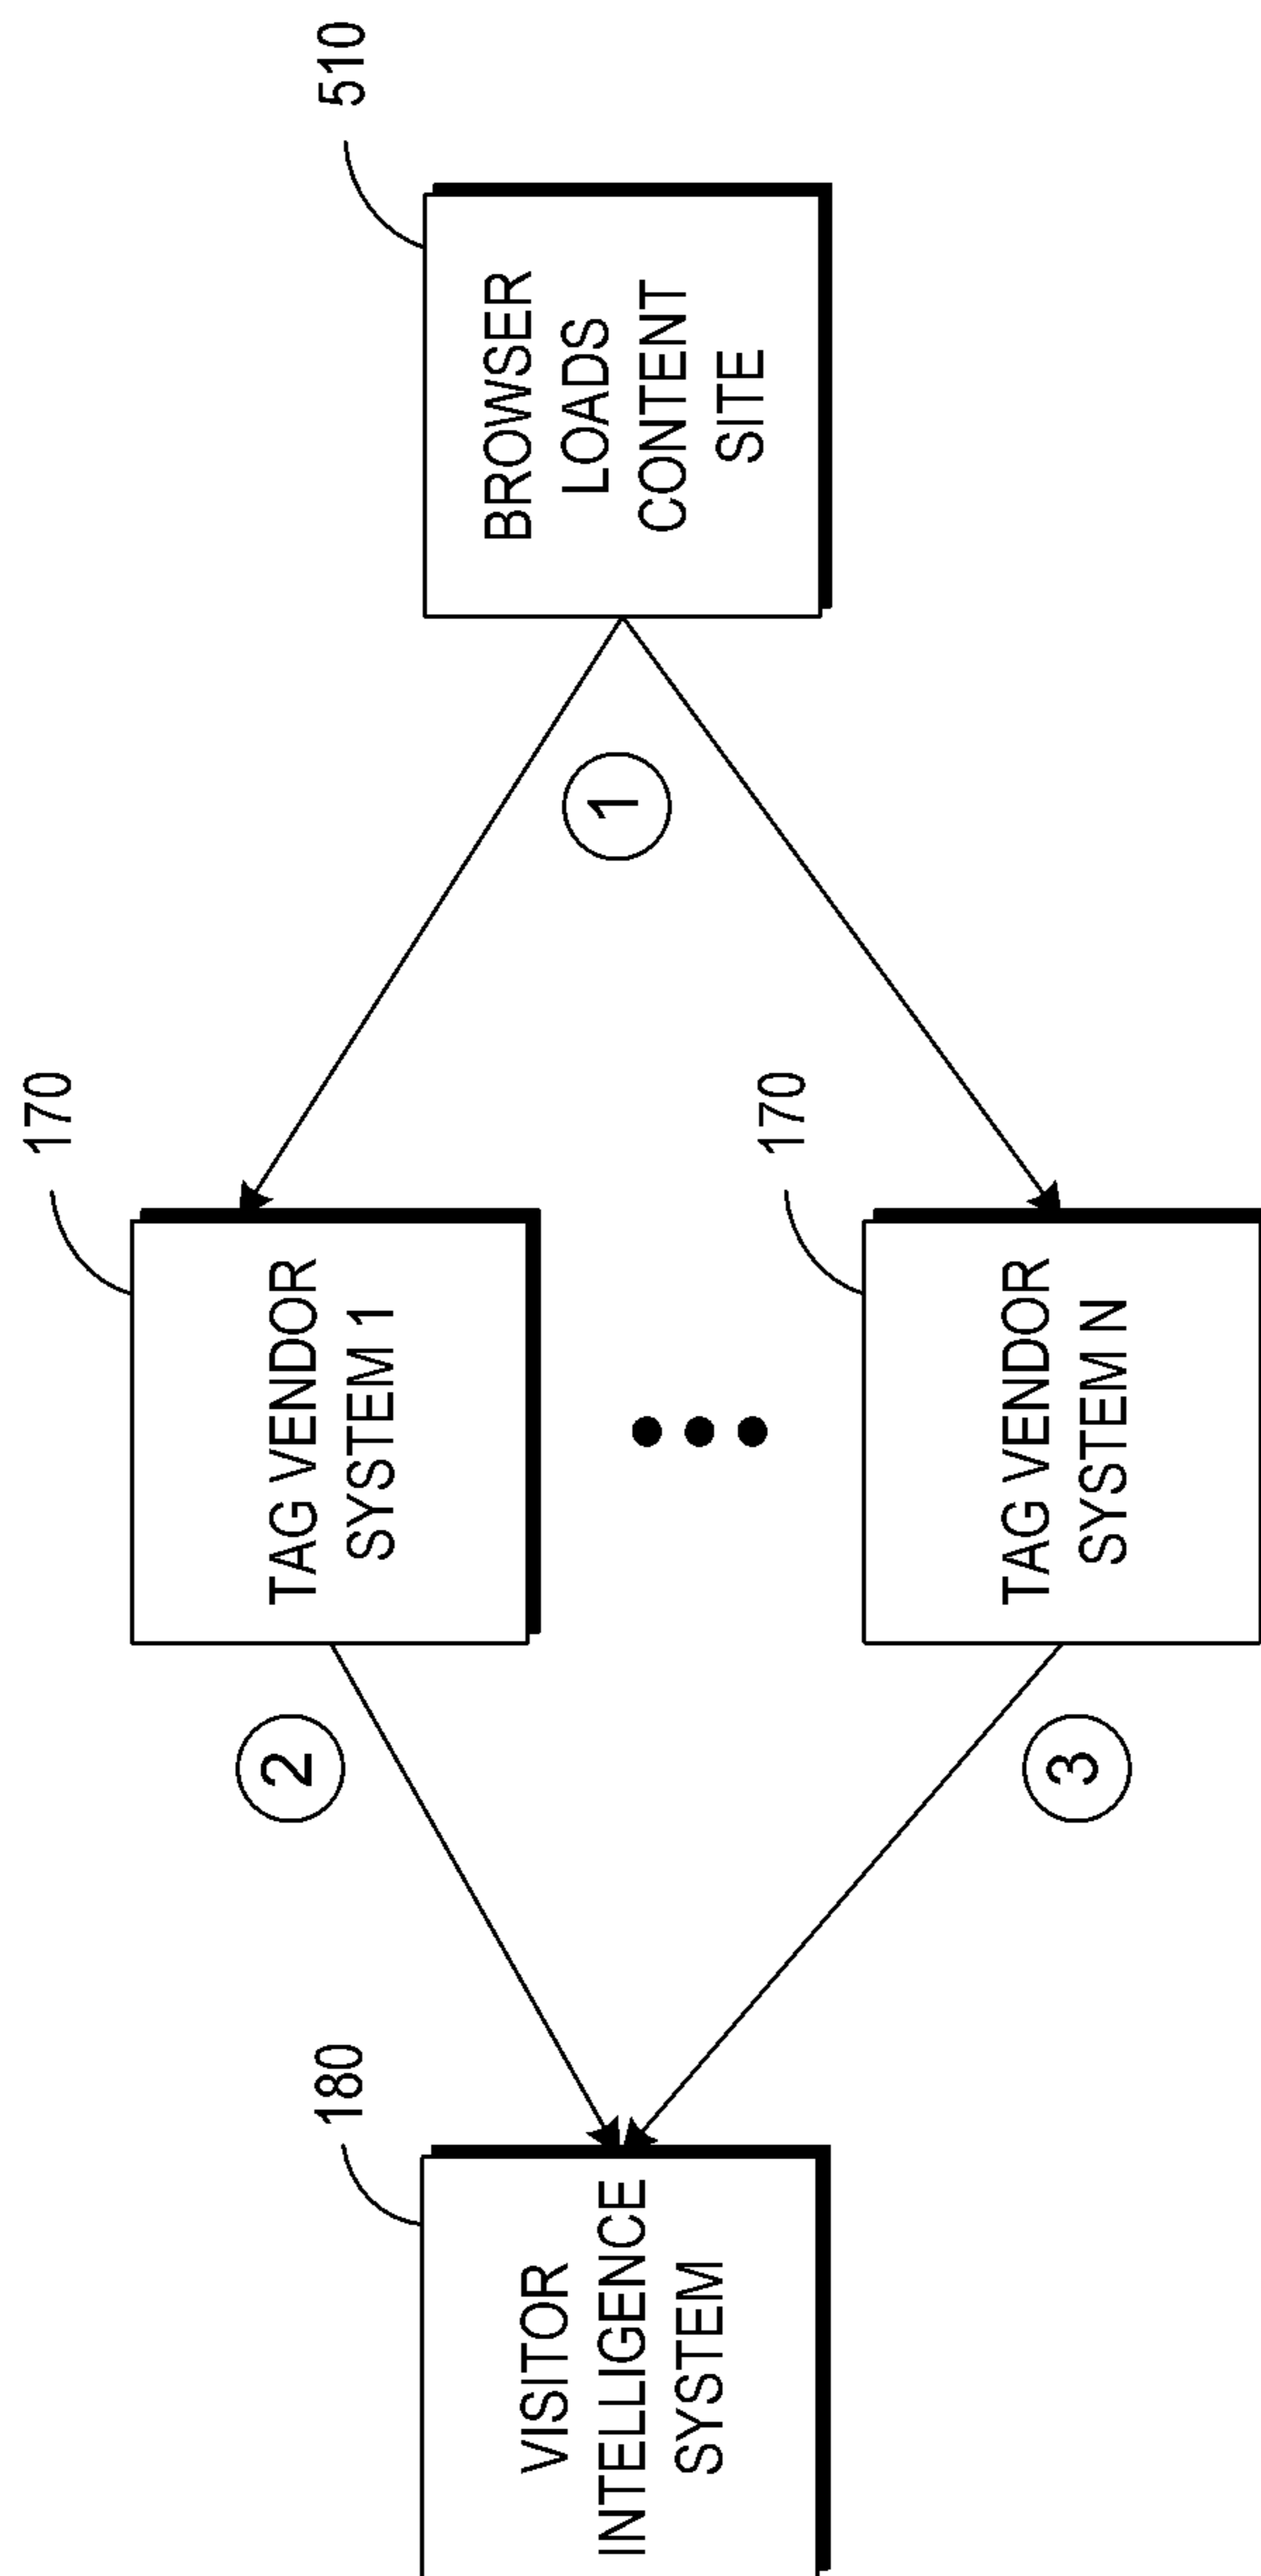 180
VISITOR
INTELLIGENCE
SYSTEM
2
3
170
TAG VENDOR
SYSTEM 1
170
TAG VENDOR
SYSTEM N
1
510
BROWSER
LOADS
CONTENT
SITE